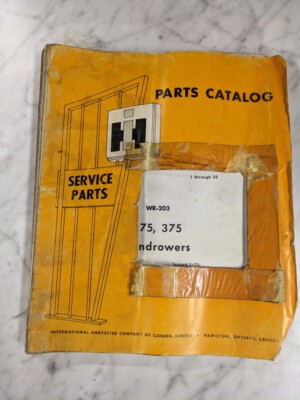 PARTS CATALOG
IH
SERVICE
PARTS
1 through 39
WR-203
75, 375
ndrowers
INTERNATIONAL HARVESTER COMPANY OF CANADA, LIMITED • HAMILTON, ONTARIO, CANADA